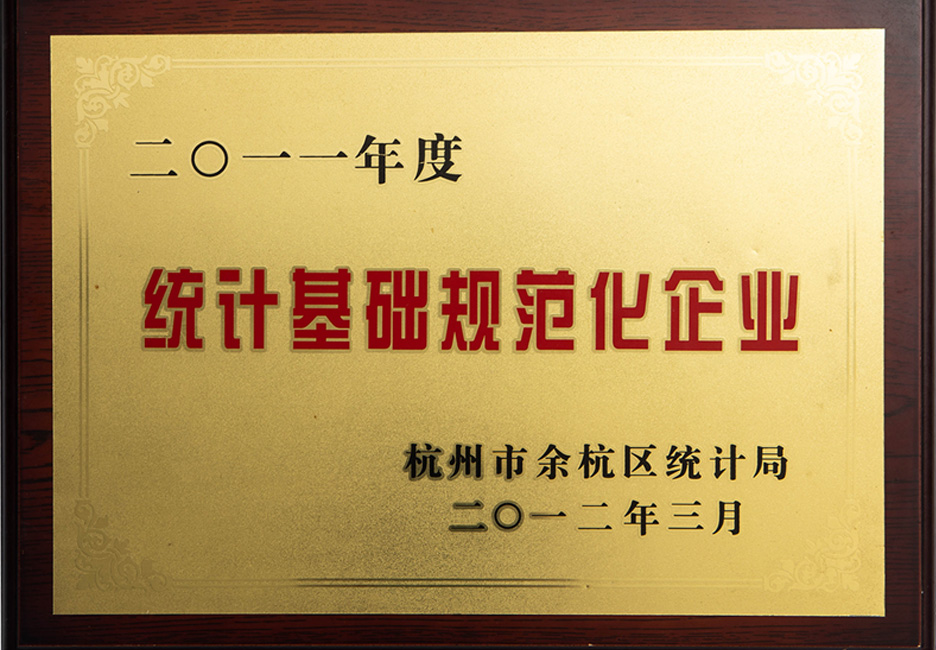 二〇一一年度
统计基础规范化企业
杭州市余杭区统计局
二〇一二年三月